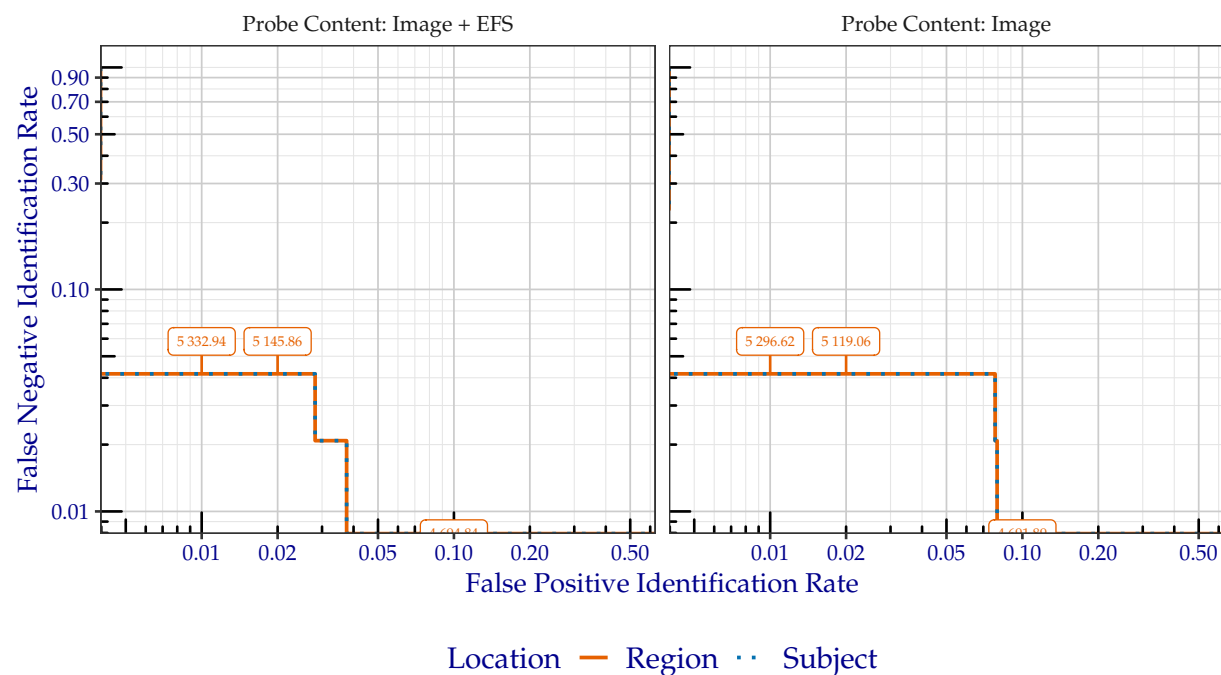 Probe Content: Image + EFS
Probe Content: Image
False Negative Identification Rate
0.90
0.70
0.50
0.30
0.10
0.01
5 332.94
5 145.86
5 296.62
5 119.06
0.01 0.02 0.05 0.10 0.20 0.50
0.01 0.02 0.05 0.10 0.20 0.50
False Positive Identification Rate
Location Region Subject